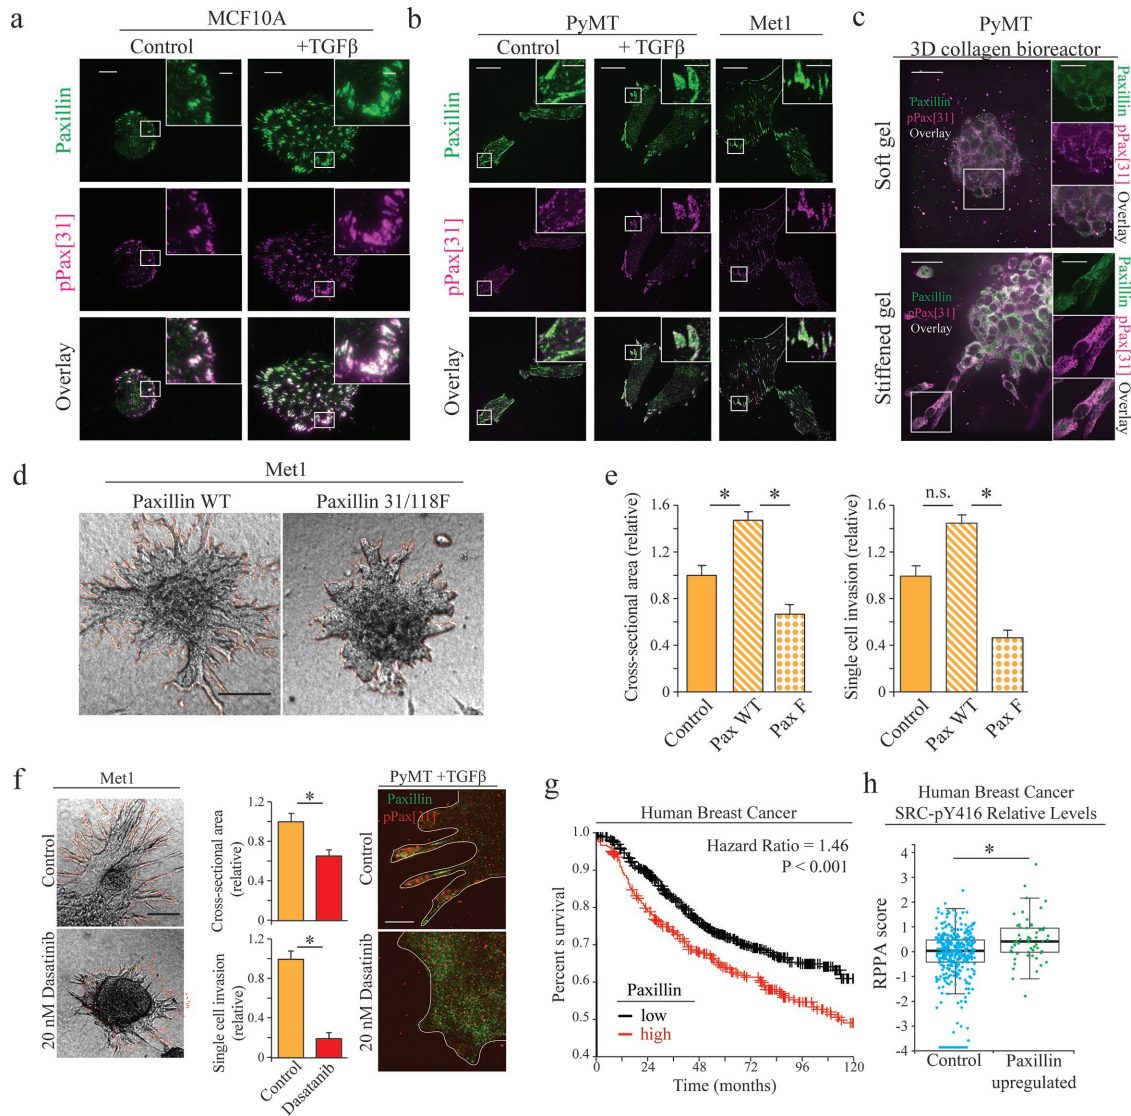 a
MCF10A
Control
+TGFβ
Paxillin
pPax[31]
Overlay
b
PyMT
Met1
Control
+ TGFβ
Paxillin
pPax[31]
Overlay
c
PyMT
3D collagen bioreactor
Soft gel
Paxillin
pPax[31]
Overlay
Paxillin
pPax[31]
Overlay
Stiffened gel
Paxillin
pPax[31]
Overlay
Paxillin
pPax[31]
Overlay
d
Met1
Paxillin WT
Paxillin 31/118F
e
Cross-sectional area (relative)
1.6
1.2
0.8
0.4
0
*
*
Control
Pax WT
Pax F
Single cell invasion (relative)
1.6
1.2
0.8
0.4
0
n.s.
*
Control
Pax WT
Pax F
f
Met1
Control
20 nM Dasatinib
Cross-sectional area
(relative)
1.2
0.8
0.4
0
*
Single cell invasion
(relative)
1.2
0.8
0.4
0
*
Control
Dasatanib
PyMT +TGFβ
Paxillin
pPax[31]
Control
20 nM Dasatinib
g
Human Breast Cancer
Hazard Ratio = 1.46
P < 0.001
Percent survival
1.0
0.9
0.8
0.7
0.6
0.5
0.4
Paxillin
low
high
0
24
48
72
96
120
Time (months)
h
Human Breast Cancer
SRC-pY416 Relative Levels
RPPA score
4
3
2
1
0
-1
-2
-3
-4
*
Control
Paxillin
upregulated